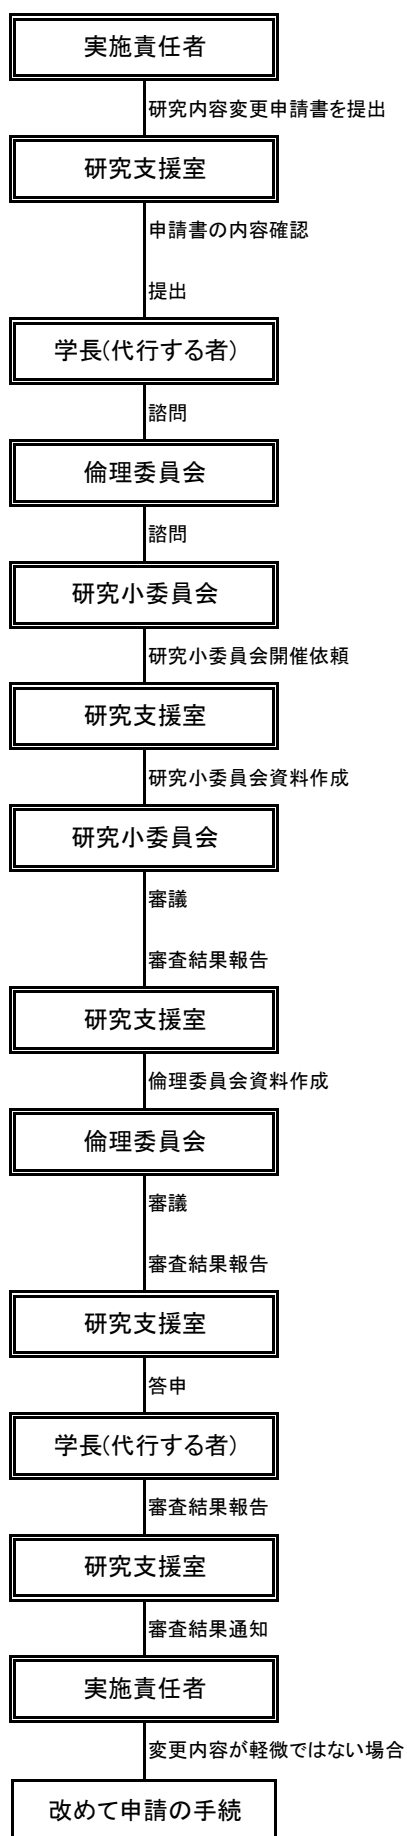 実施責任者
研究内容変更申請書を提出
研究支援室
申請書の内容確認
提出
学長(代行する者)
諮問
倫理委員会
諮問
研究小委員会
研究小委員会開催依頼
研究支援室
研究小委員会資料作成
研究小委員会
審議
審査結果報告
研究支援室
倫理委員会資料作成
倫理委員会
審議
審査結果報告
研究支援室
答申
学長(代行する者)
審査結果報告
研究支援室
審査結果通知
実施責任者
変更内容が軽微ではない場合
改めて申請の手続